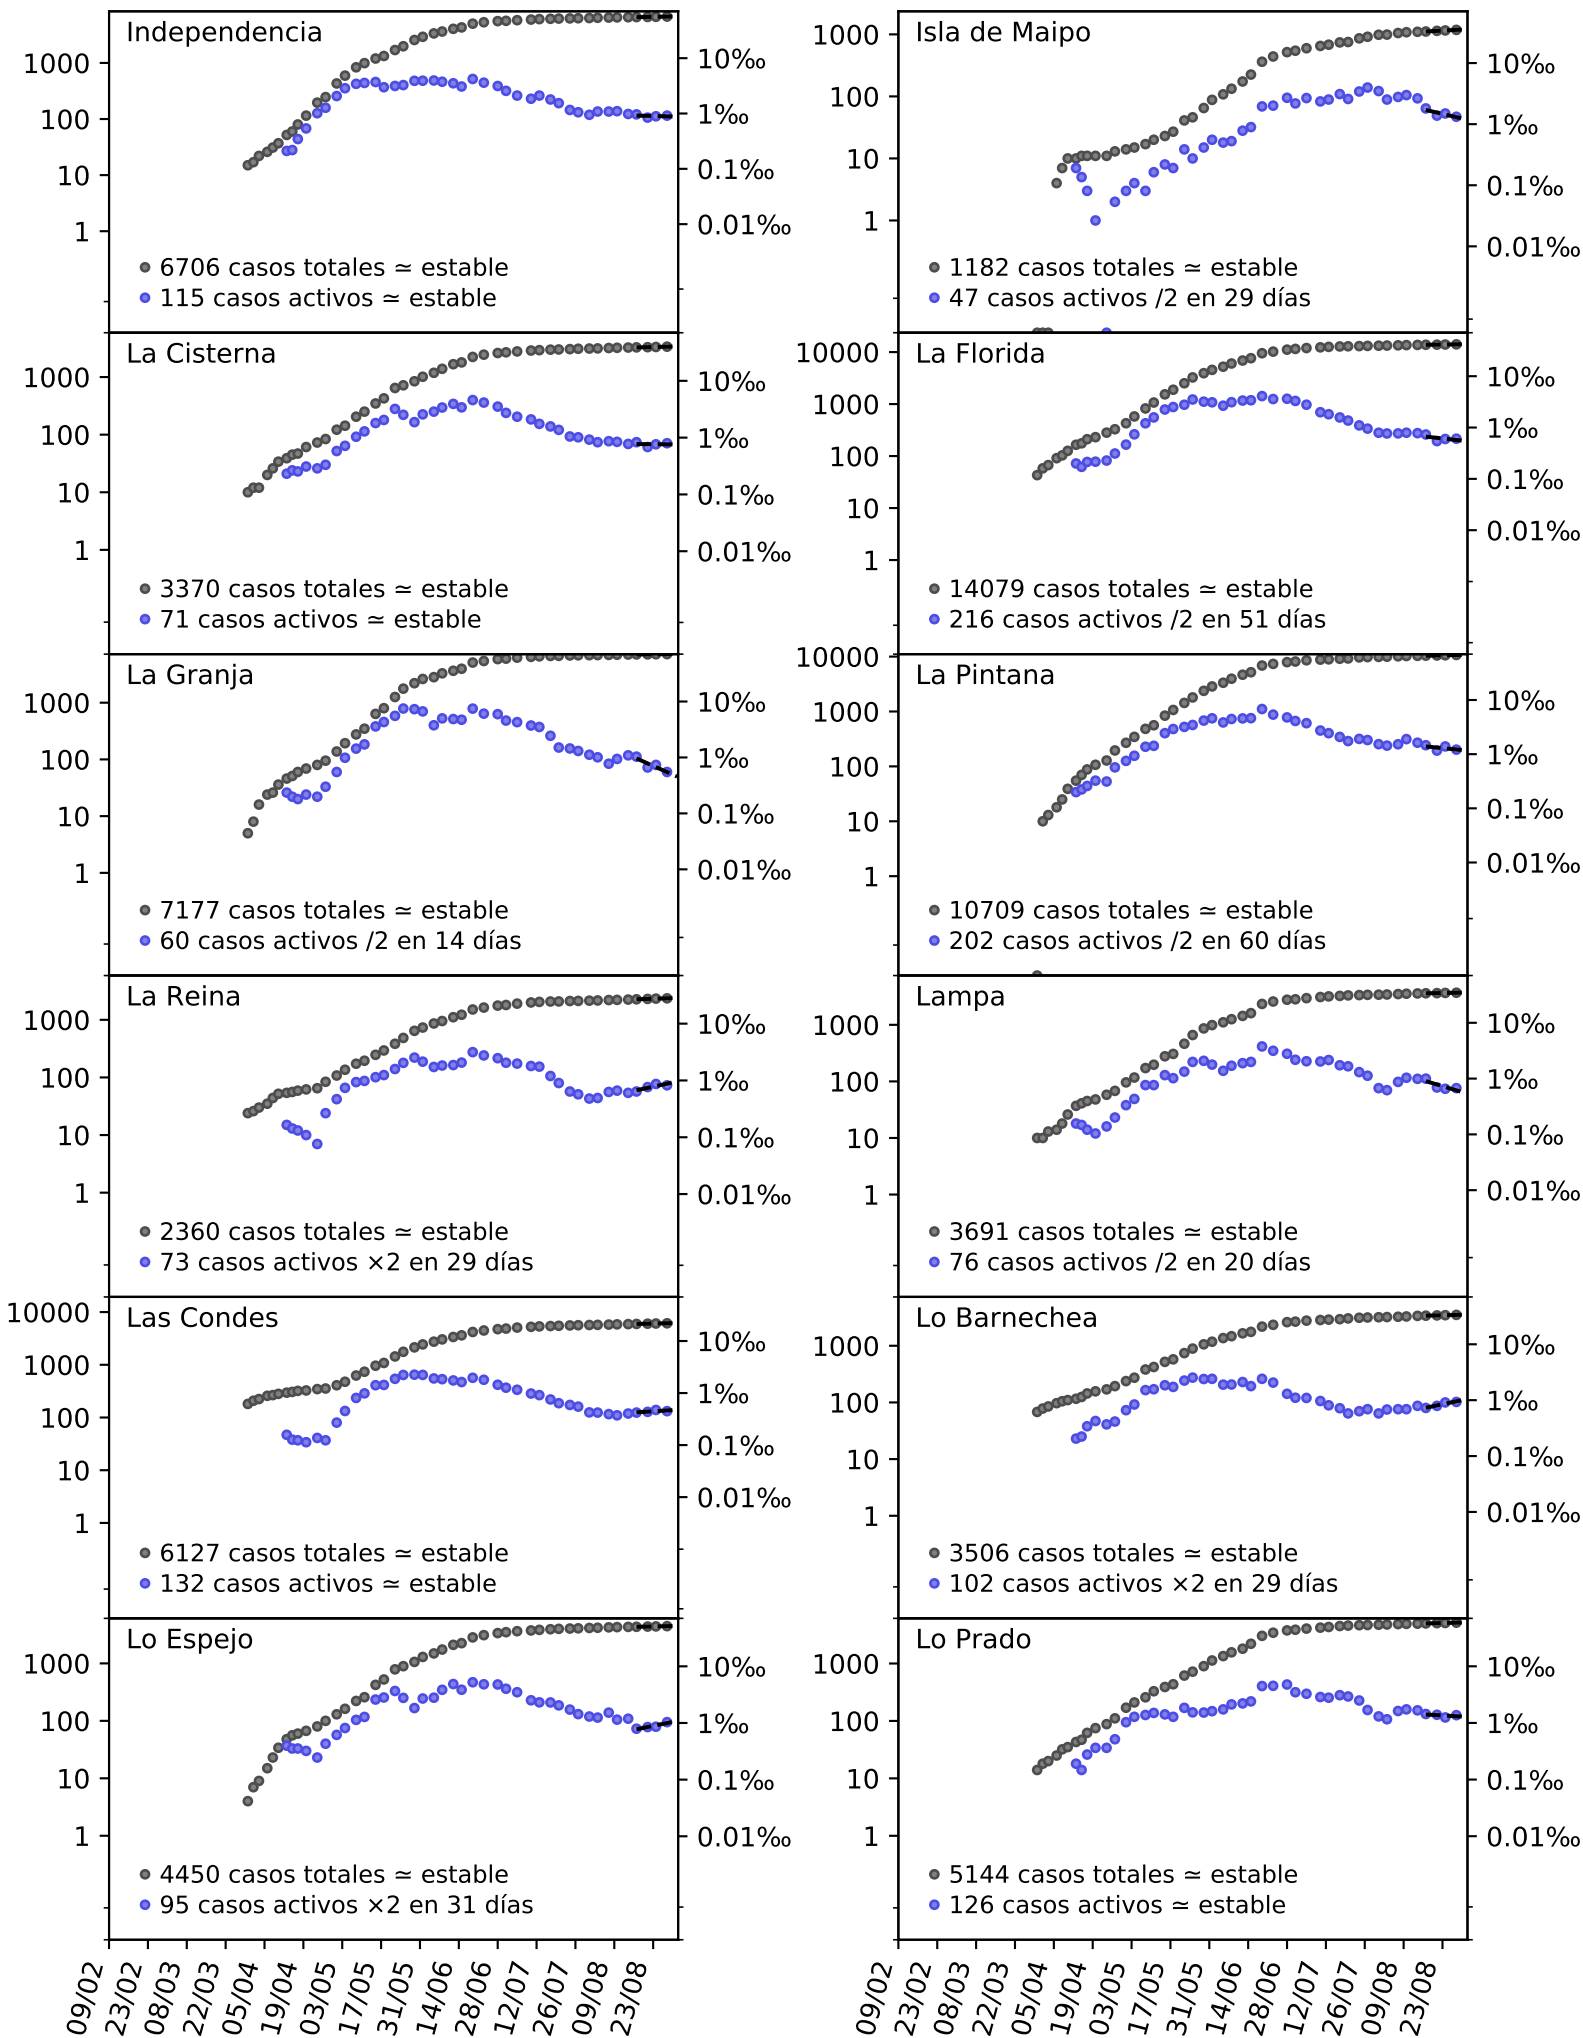 Independencia
1000
100
10
1
10‰
1‰
0.1‰
0.01‰
6706 casos totales ≃ estable
115 casos activos ≃ estable
Isla de Maipo
1000
100
10
1
10‰
1‰
0.1‰
0.01‰
1182 casos totales ≃ estable
47 casos activos /2 en 29 días
La Cisterna
1000
100
10
1
10‰
1‰
0.1‰
0.01‰
3370 casos totales ≃ estable
71 casos activos ≃ estable
La Florida
10000
1000
100
10
1
10‰
1‰
0.1‰
0.01‰
14079 casos totales ≃ estable
216 casos activos /2 en 51 días
La Granja
1000
100
10
1
10‰
1‰
0.1‰
0.01‰
7177 casos totales ≃ estable
60 casos activos /2 en 14 días
La Pintana
10000
1000
100
10
1
10‰
1‰
0.1‰
0.01‰
10709 casos totales ≃ estable
202 casos activos /2 en 60 días
La Reina
1000
100
10
1
10‰
1‰
0.1‰
0.01‰
2360 casos totales ≃ estable
73 casos activos ×2 en 29 días
Lampa
1000
100
10
1
10‰
1‰
0.1‰
0.01‰
3691 casos totales ≃ estable
76 casos activos /2 en 20 días
Las Condes
10000
1000
100
10
1
10‰
1‰
0.1‰
0.01‰
6127 casos totales ≃ estable
132 casos activos ≃ estable
Lo Barnechea
1000
100
10
1
10‰
1‰
0.1‰
0.01‰
3506 casos totales ≃ estable
102 casos activos ×2 en 29 días
Lo Espejo
1000
100
10
1
10‰
1‰
0.1‰
0.01‰
4450 casos totales ≃ estable
95 casos activos ×2 en 31 días
Lo Prado
1000
100
10
1
10‰
1‰
0.1‰
0.01‰
5144 casos totales ≃ estable
126 casos activos ≃ estable
09/02 23/02 08/03 22/03 05/04 19/04 03/05 17/05 31/05 14/06 28/06 12/07 26/07 09/08 23/08
09/02 23/02 08/03 22/03 05/04 19/04 03/05 17/05 31/05 14/06 28/06 12/07 26/07 09/08 23/08